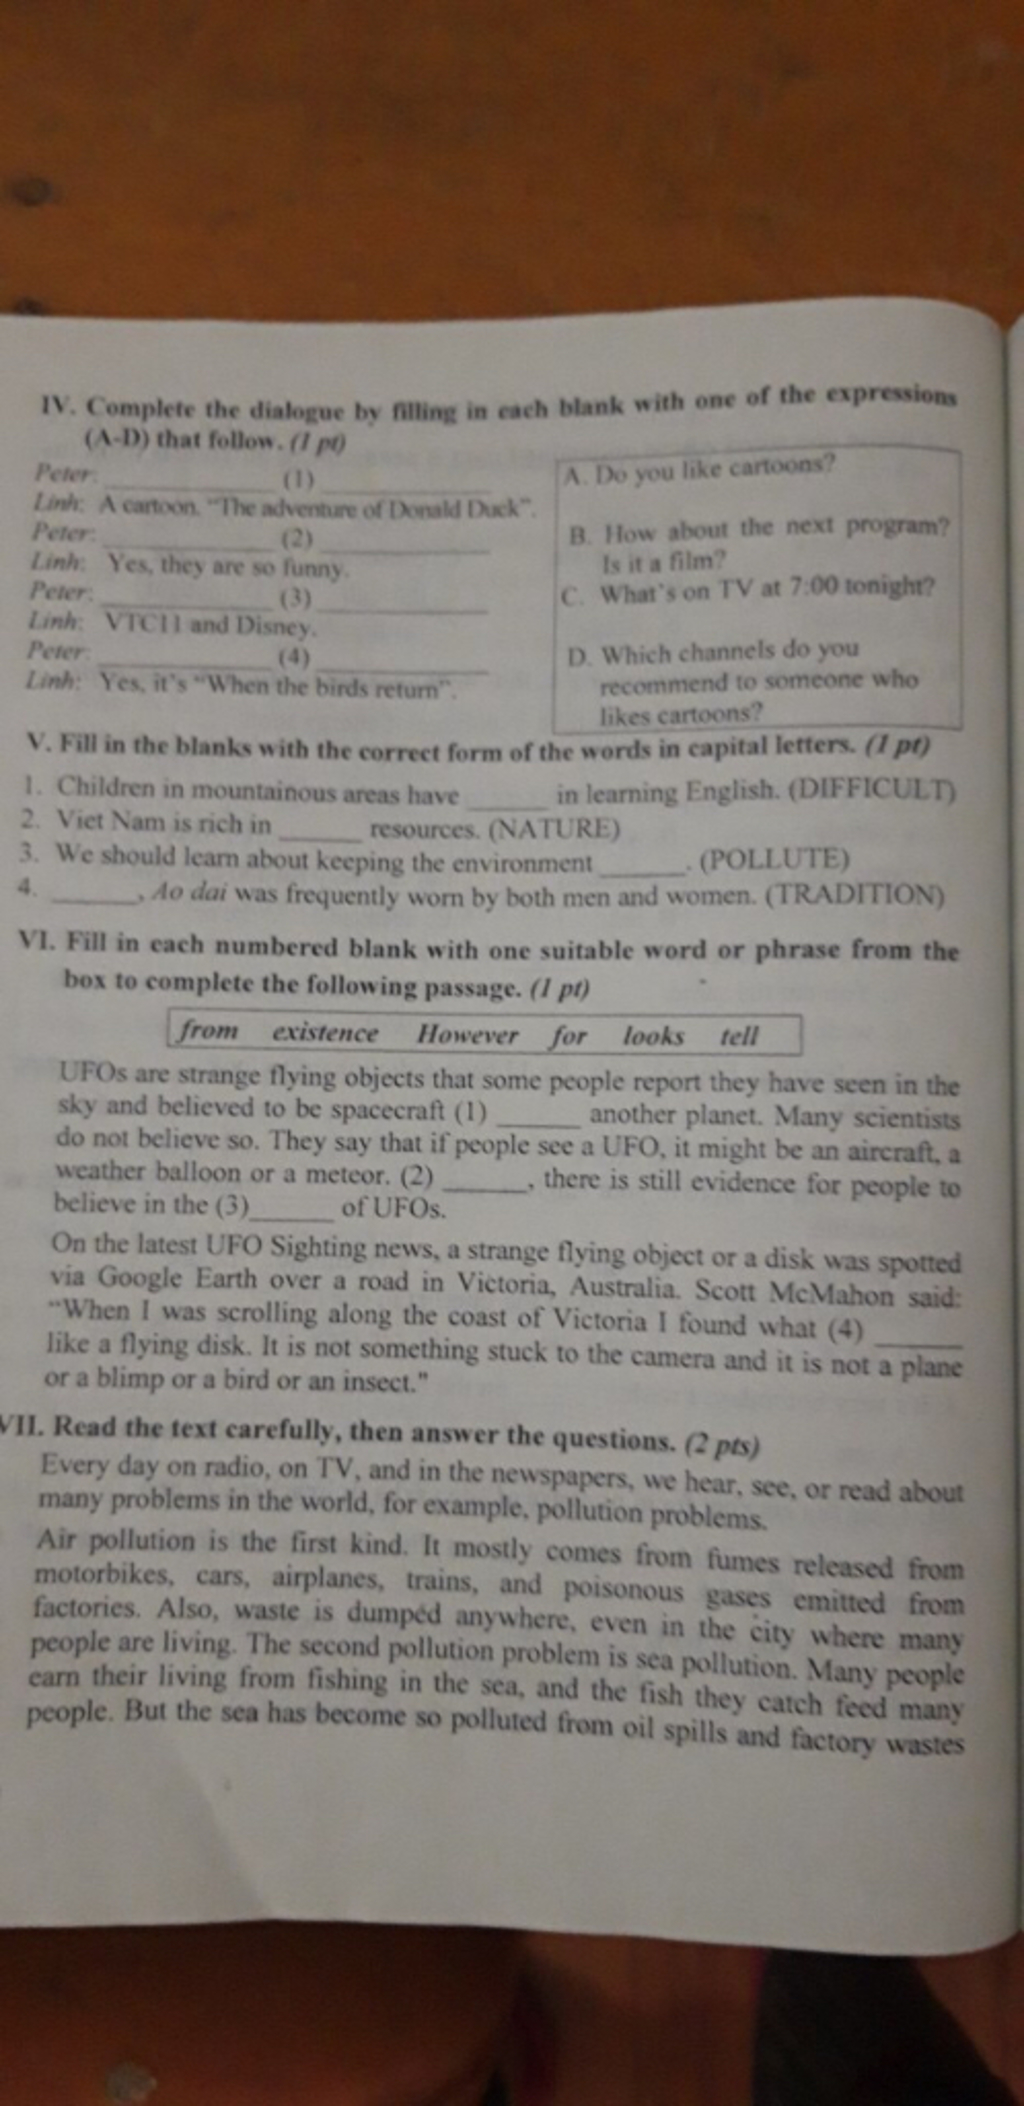 IV. Complete the dialogue by filling in each blank with one of the expressions
(A-D) that follow. (1 pt)
Peter: ________ (1) ________
Linh: A cartoon. "The adventure of Donald Duck".
Peter: ________ (2) ________
Linh: Yes, they are so funny.
Peter: ________ (3) ________
Linh: VTC11 and Disney.
Peter: ________ (4) ________
Linh: Yes, it's "When the birds return".
A. Do you like cartoons?
B. How about the next program?
Is it a film?
C. What's on TV at 7:00 tonight?
D. Which channels do you
recommend to someone who
likes cartoons?
V. Fill in the blanks with the correct form of the words in capital letters. (1 pt)
1. Children in mountainous areas have ______ in learning English. (DIFFICULT)
2. Viet Nam is rich in ______ resources. (NATURE)
3. We should learn about keeping the environment ______. (POLLUTE)
4. ______, Ao dai was frequently worn by both men and women. (TRADITION)
VI. Fill in each numbered blank with one suitable word or phrase from the
box to complete the following passage. (1 pt)
from existence However for looks tell
UFOs are strange flying objects that some people report they have seen in the
sky and believed to be spacecraft (1) ______ another planet. Many scientists
do not believe so. They say that if people see a UFO, it might be an aircraft, a
weather balloon or a meteor. (2) ______, there is still evidence for people to
believe in the (3) ______ of UFOs.
On the latest UFO Sighting news, a strange flying object or a disk was spotted
via Google Earth over a road in Victoria, Australia. Scott McMahon said:
"When I was scrolling along the coast of Victoria I found what (4) ______
like a flying disk. It is not something stuck to the camera and it is not a plane
or a blimp or a bird or an insect."
VII. Read the text carefully, then answer the questions. (2 pts)
Every day on radio, on TV, and in the newspapers, we hear, see, or read about
many problems in the world, for example, pollution problems.
Air pollution is the first kind. It mostly comes from fumes released from
motorbikes, cars, airplanes, trains, and poisonous gases emitted from
factories. Also, waste is dumped anywhere, even in the city where many
people are living. The second pollution problem is sea pollution. Many people
earn their living from fishing in the sea, and the fish they catch feed many
people. But the sea has become so polluted from oil spills and factory wastes